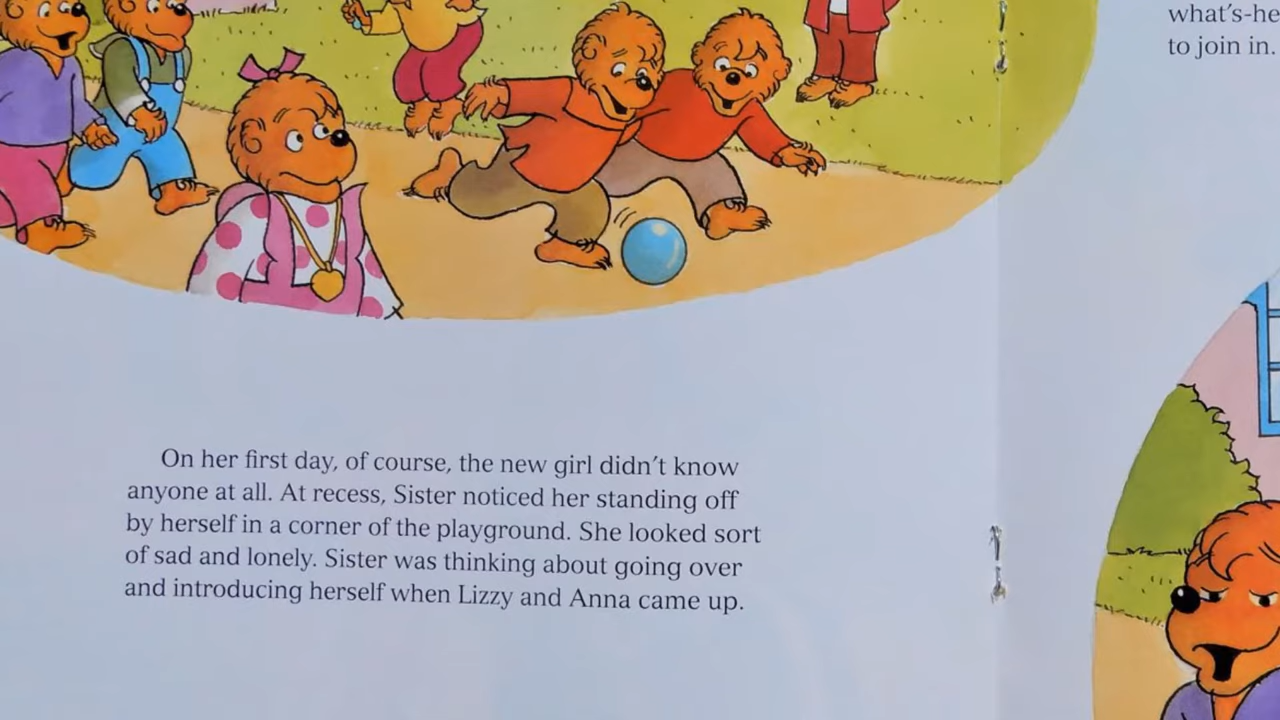 On her first day, of course, the new girl didn't know
anyone at all. At recess, Sister noticed her standing off
by herself in a corner of the playground. She looked sort
of sad and lonely. Sister was thinking about going over
and introducing herself when Lizzy and Anna came up.
to join in.